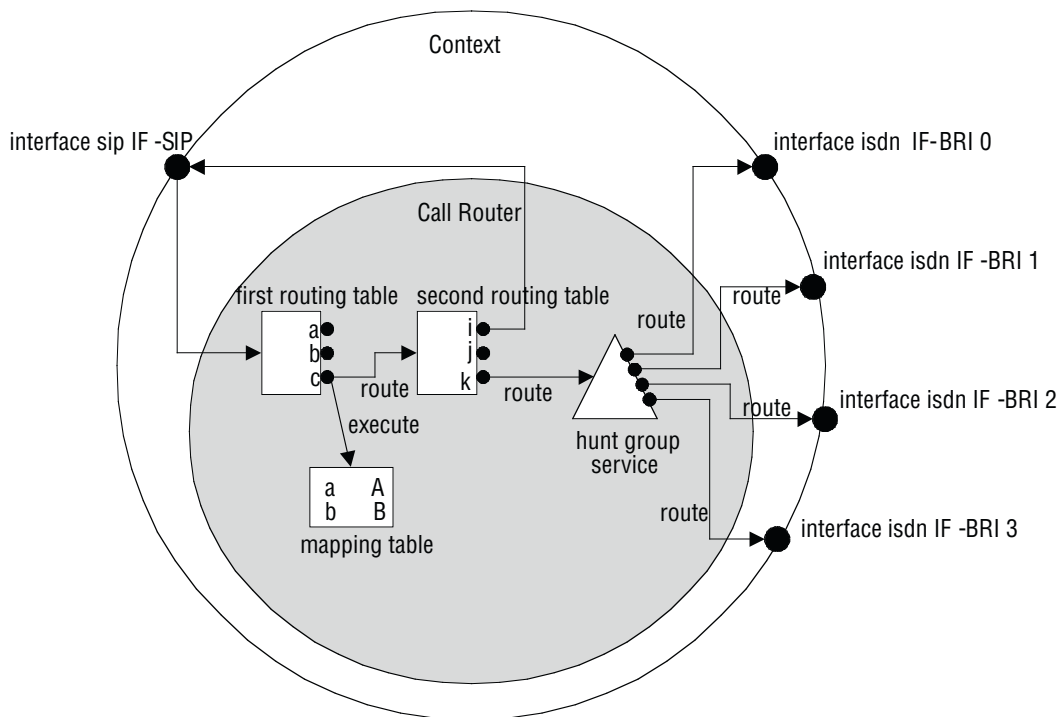 Context
interface sip IF -SIP
interface isdn IF-BRI 0
Call Router
interface isdn IF -BRI 1
route
first routing table
second routing table
a
b
c
i
j
k
route
route
route
execute
interface isdn IF -BRI 2
route
hunt group
service
a A
b B
mapping table
route
interface isdn IF -BRI 3